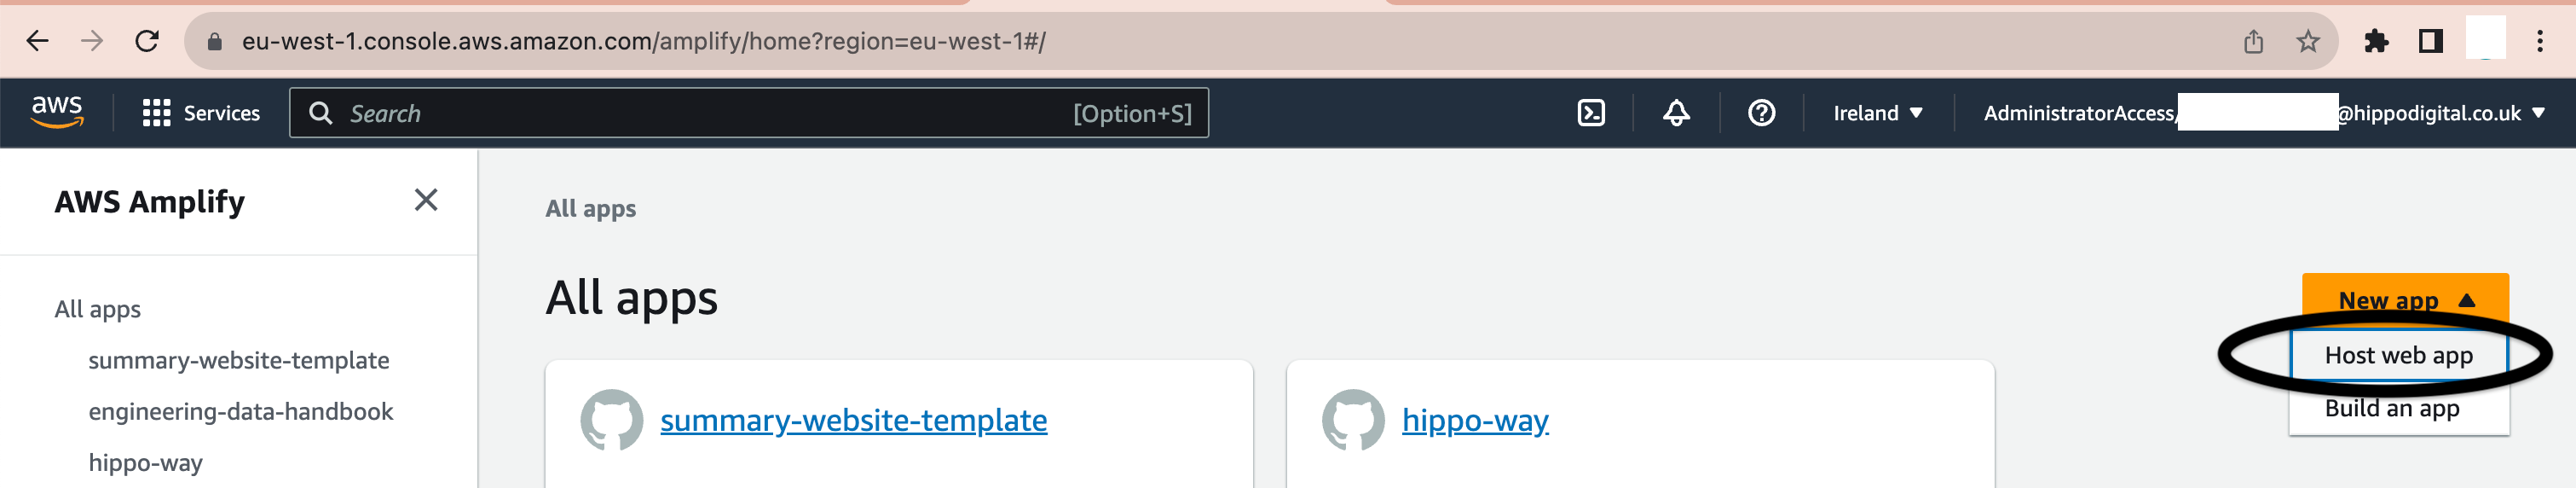 eu-west-1.console.aws.amazon.com/amplify/home?region=eu-west-1#/
aws Services Search [Option+S] Ireland AdministratorAccess/ @hippodigital.co.uk
AWS Amplify
All apps
summary-website-template
engineering-data-handbook
hippo-way
All apps
All apps
New app
Host web app
Build an app
summary-website-template
hippo-way